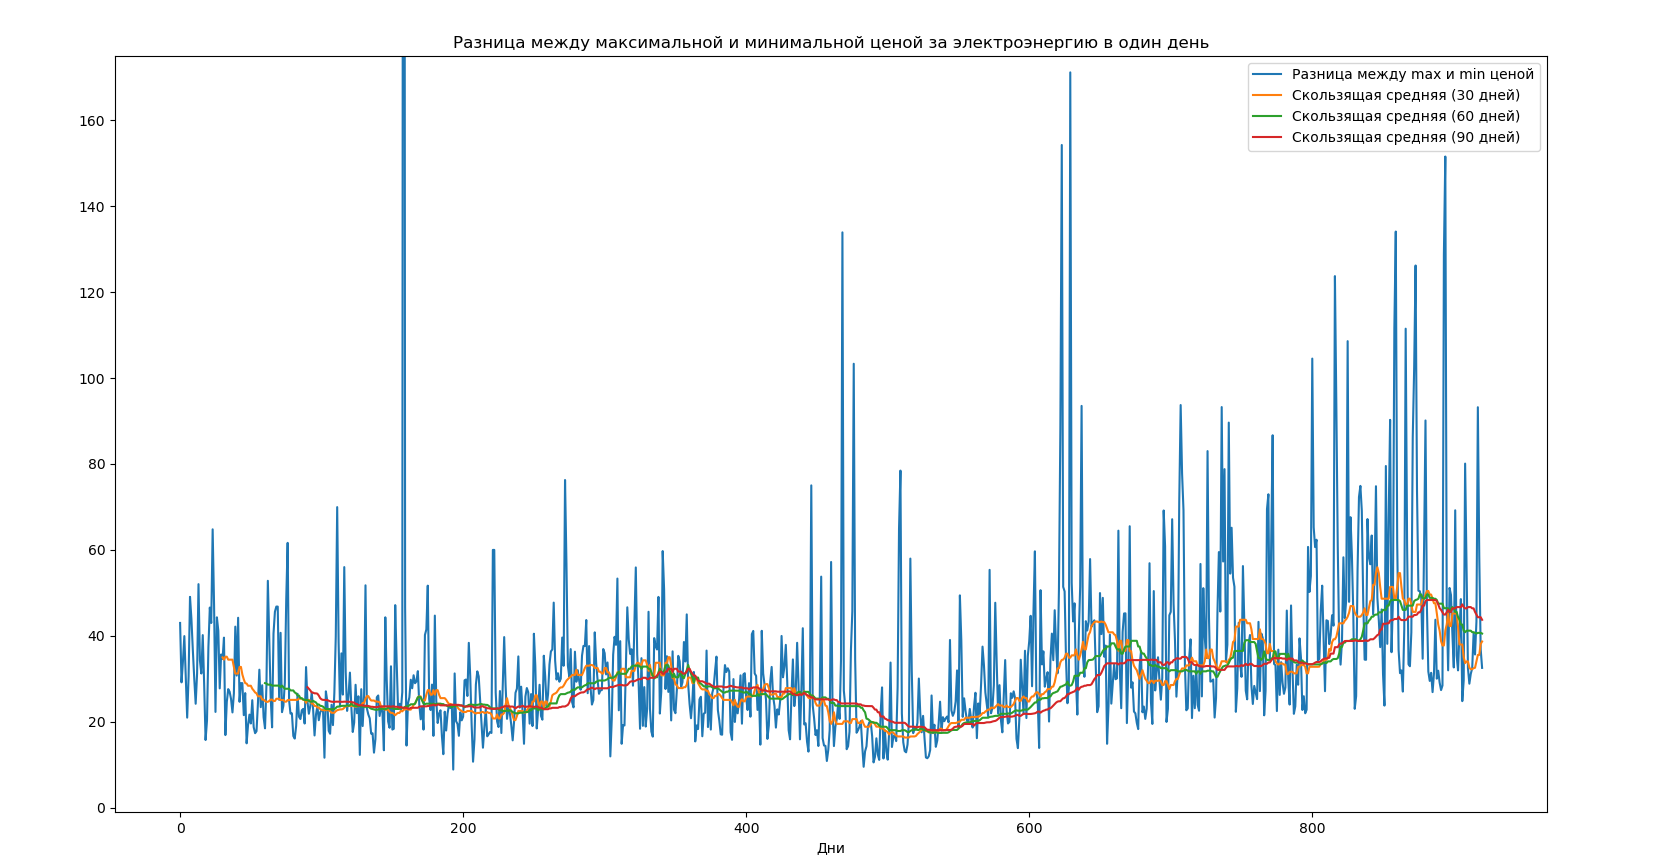 Разница между максимальной и минимальной ценой за электроэнергию в один день
Разница между max и min ценой
Скользящая средняя (30 дней)
Скользящая средняя (60 дней)
Скользящая средняя (90 дней)
160
140
120
100
80
60
40
20
0
0 200 400 600 800
Дни